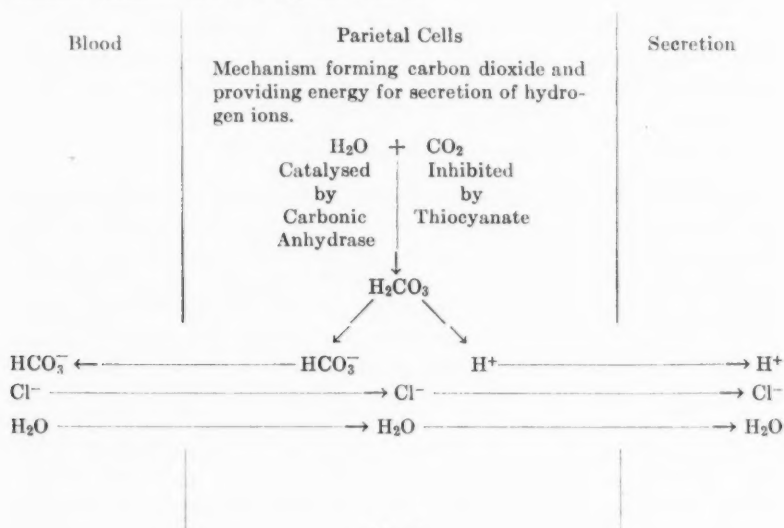 Blood
Parietal Cells
Secretion
Mechanism forming carbon dioxide and
providing energy for secretion of hydro-
gen ions.
H₂O + CO₂
Catalysed Inhibited
by by
Carbonic Thiocyanate
Anhydrase
H₂CO₃
HCO₃⁻ ← HCO₃⁻ H⁺ → H⁺
Cl⁻ → Cl⁻ → Cl⁻
H₂O → H₂O → H₂O